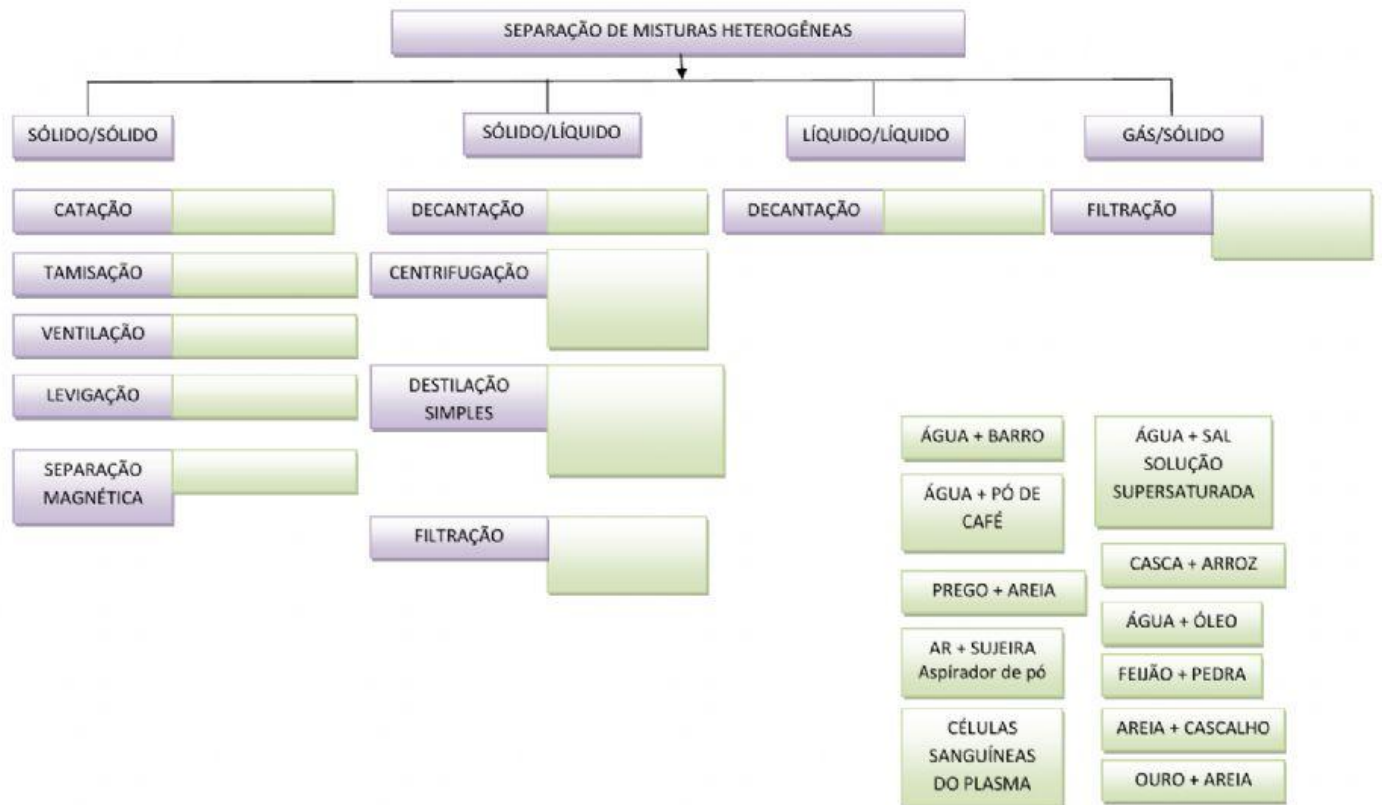 SEPARAÇÃO DE MISTURAS HETEROGÊNEAS
SÓLIDO/SÓLIDO
SÓLIDO/LÍQUIDO
LÍQUIDO/LÍQUIDO
GÁS/SÓLIDO
CATAÇÃO
DECANTAÇÃO
DECANTAÇÃO
FILTRAÇÃO
TAMISAÇÃO
CENTRIFUGAÇÃO
VENTILAÇÃO
LEVIGAÇÃO
DESTILAÇÃO
SIMPLES
SEPARAÇÃO
MAGNÉTICA
FILTRAÇÃO
ÁGUA + BARRO
ÁGUA + SAL
SOLUÇÃO
SUPERSATURADA
ÁGUA + PÓ DE
CAFÉ
CASCA + ARROZ
PREGO + AREIA
ÁGUA + ÓLEO
AR + SUJEIRA
Aspirador de pó
FEIJÃO + PEDRA
CÉLULAS
SANGUÍNEAS
DO PLASMA
AREIA + CASCALHO
OURO + AREIA